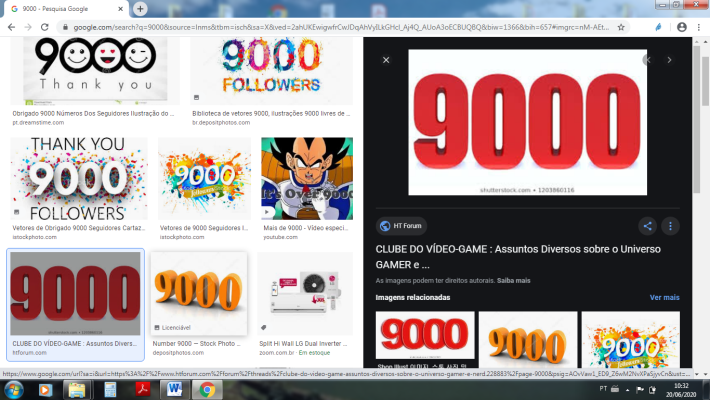 9000 - Pesquisa Google
google.com/search?q=9000&source=lnms&tbm=isch&sa=X&ved=2ahUKEwigwfrCwJDqAhVyILkGHcl_Aj4Q_AUoA3oECBUQBQ&biw=1366&bih=657#imgrc=nM-AEt...
9000
Thank you
9000
FOLLOWERS
Obrigado 9000 Números Dos Seguidores Ilustração do ...
pt.dreamstime.com
Biblioteca de vetores 9000, ilustrações 9000 livres de ...
br.depositphotos.com
THANK YOU
9000
FOLLOWERS
9000
It's Over 9000
Vetores de Obrigado 9000 Seguidores Cartaz...
istockphoto.com
Vetores de 9000 Seguidores I...
istockphoto.com
Mais de 9000 - Vídeo especi...
youtube.com
9000
9000
Licenciável
CLUBE DO VÍDEO-GAME : Assuntos Divers...
htforum.com
Number 9000 — Stock Photo ...
depositphotos.com
Split Hi Wall LG Dual Inverter ...
zoom.com.br - Em estoque
9000
shutterstock.com • 1203960116
HT Forum
CLUBE DO VÍDEO-GAME : Assuntos Diversos sobre o Universo
GAMER e ...
As imagens podem ter direitos autorais. Saiba mais
Imagens relacionadas
Ver mais
9000
9000
9000
https://www.google.com/url?sa=i&url=https%3A%2F%2Fwww.htforum.com%2Fforum%2Fthreads%2Fclube-do-video-game-assuntos-diversos-sobre-o-universo-gamer-e-nerd.228883%2Fpage-9000&psig=AOvVaw1_ED9_Z6wM2NvXPaSjyvCn&ust=...
PT
10:32
20/06/2020